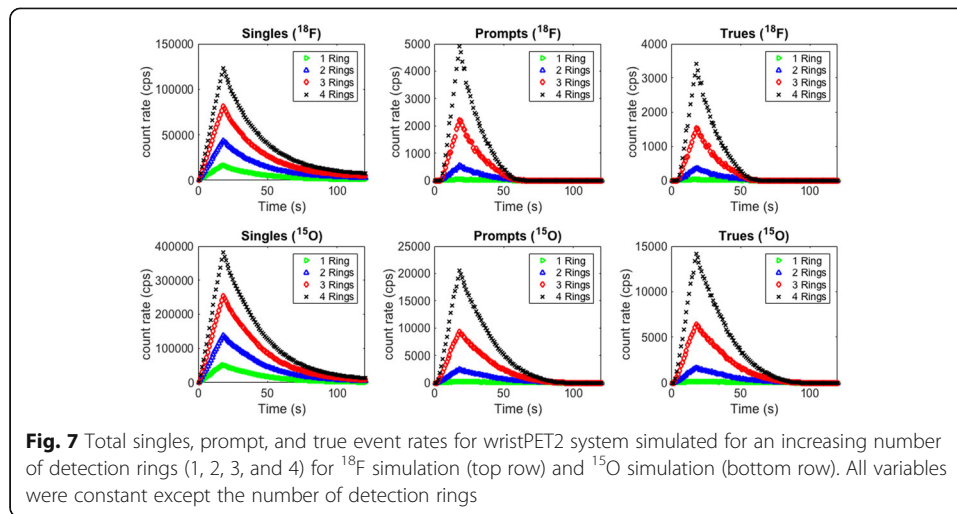 Singles (18F)
150000
100000
50000
0
count rate (cps)
0 50 100
Time (s)
1 Ring
2 Rings
3 Rings
4 Rings
Prompts (18F)
5000
4000
3000
2000
1000
0
count rate (cps)
0 50 100
Time (s)
1 Ring
2 Rings
3 Rings
4 Rings
Trues (18F)
4000
3000
2000
1000
0
count rate (cps)
0 50 100
Time (s)
1 Ring
2 Rings
3 Rings
4 Rings
Singles (15O)
400000
300000
200000
100000
0
count rate (cps)
0 50 100
Time (s)
1 Ring
2 Rings
3 Rings
4 Rings
Prompts (15O)
25000
20000
15000
10000
5000
0
count rate (cps)
0 50 100
Time (s)
1 Ring
2 Rings
3 Rings
4 Rings
Trues (15O)
15000
10000
5000
0
count rate (cps)
0 50 100
Time (s)
1 Ring
2 Rings
3 Rings
4 Rings
Fig. 7 Total singles, prompt, and true event rates for wristPET2 system simulated for an increasing number
of detection rings (1, 2, 3, and 4) for 18F simulation (top row) and 15O simulation (bottom row). All variables
were constant except the number of detection rings